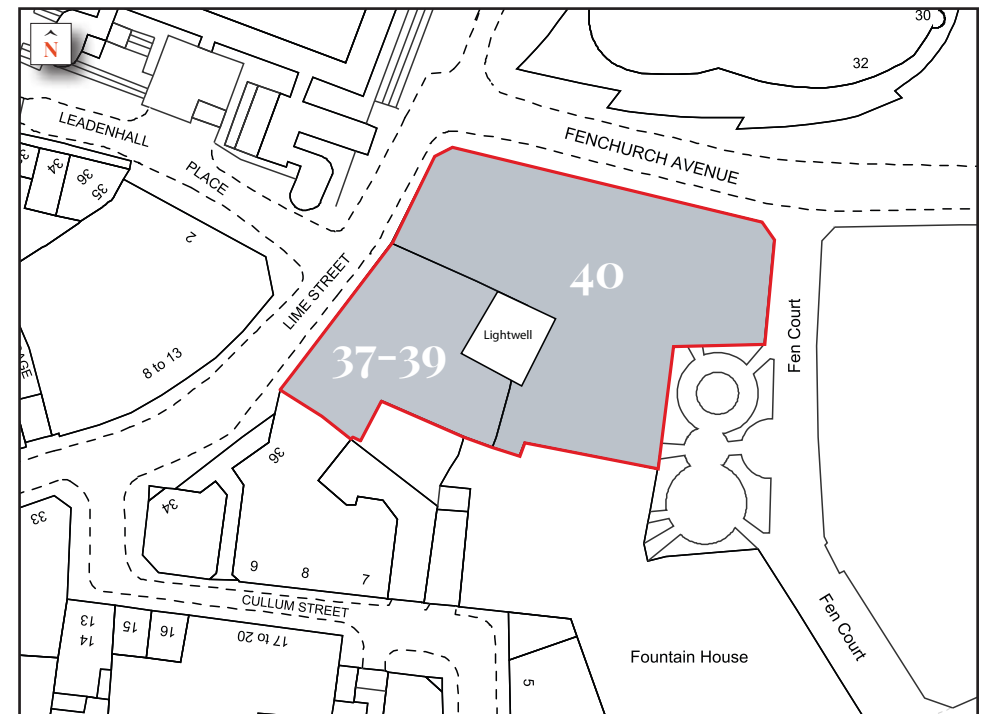 N
30
32
LEADENHALL
PLACE
FENCHURCH AVENUE
34
36
35
2
LIME STREET
40
Lightwell
37-39
8 to 13
Fen Court
36
34
33
9
8
7
CULLUM STREET
13
14
15
16
17 to 20
5
Fountain House
Fen Court